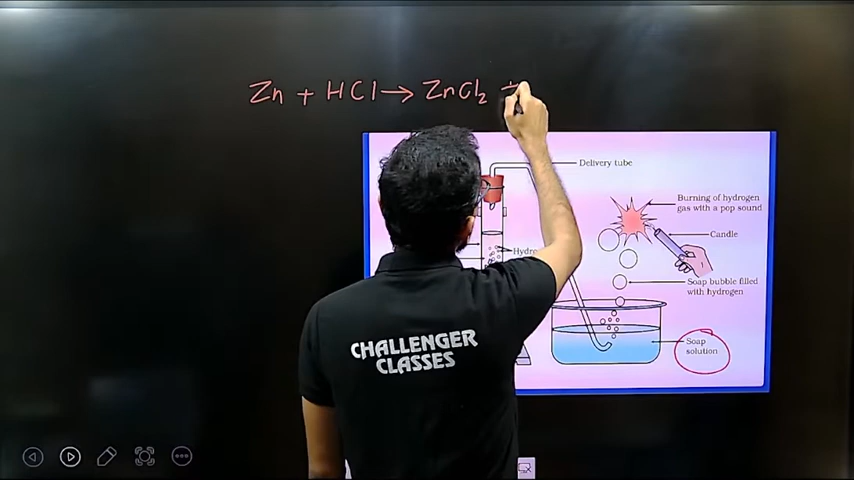 Zn + HCl → ZnCl₂ +
Delivery tube
Burning of hydrogen
gas with a pop sound
Candle
Soap bubble filled
with hydrogen
Soap
solution
CHALLENGER
CLASSES